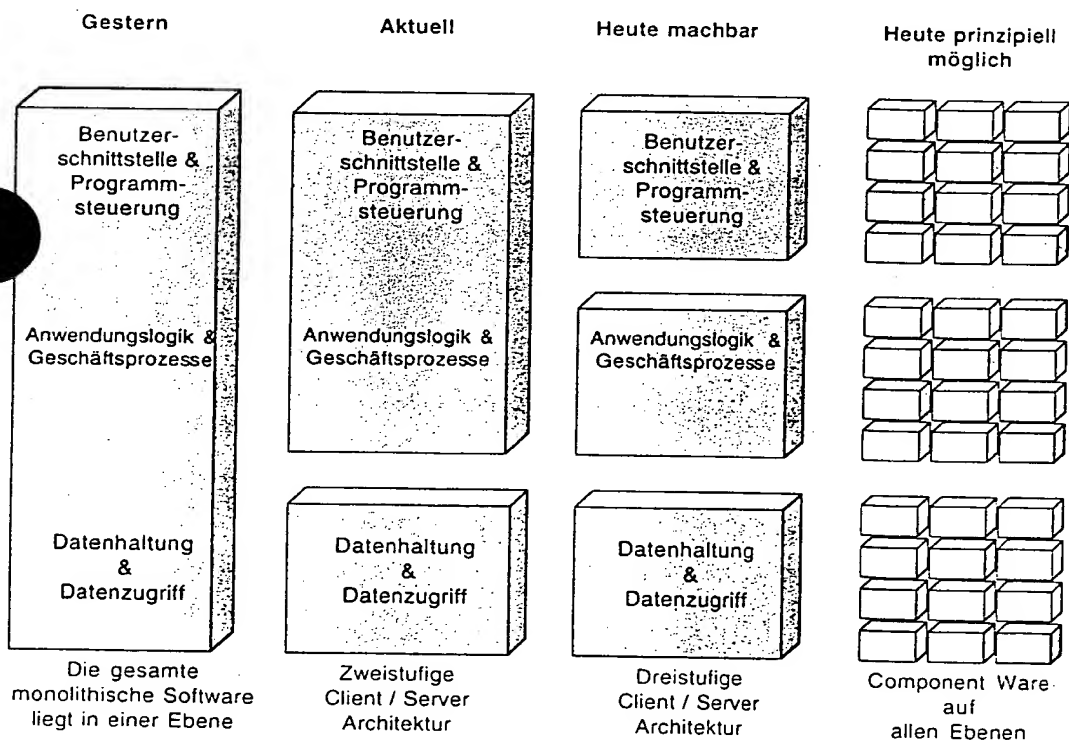 Gestern
Aktuell
Heute machbar
Heute prinzipiell
möglich
Benutzer-
schnittstelle &
Programm-
steuerung
Anwendungslogik &
Geschäftsprozesse
Datenhaltung
&
Datenzugriff
Die gesamte
monolithische Software
liegt in einer Ebene
Benutzer-
schnittstelle &
Programm-
steuerung
Anwendungslogik &
Geschäftsprozesse
Datenhaltung
&
Datenzugriff
Zweistufige
Client / Server
Architektur
Benutzer-
schnittstelle &
Programm-
steuerung
Anwendungslogik &
Geschäftsprozesse
Datenhaltung
&
Datenzugriff
Dreistufige
Client / Server
Architektur
Component Ware
auf
allen Ebenen